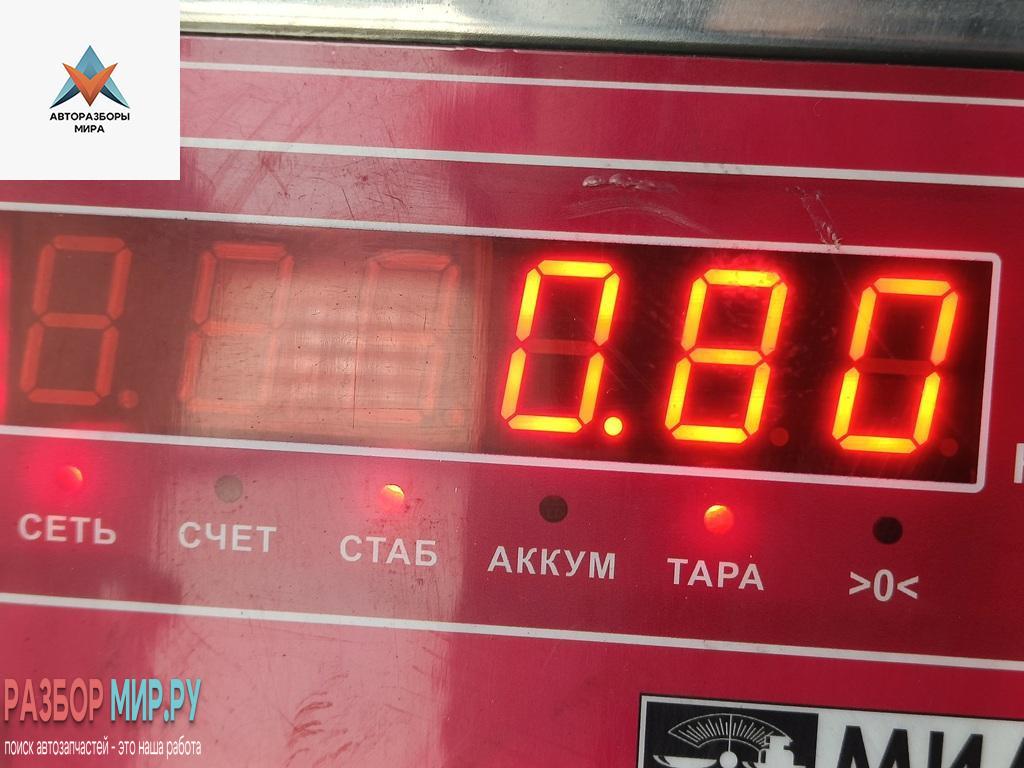 АВТОРАЗБОРЫ
МИРА
0.80
СЕТЬ СЧЕТ СТАБ АККУМ ТАРА >0<
РАЗБОР МИР.РУ
поиск автозапчастей - это наша работа